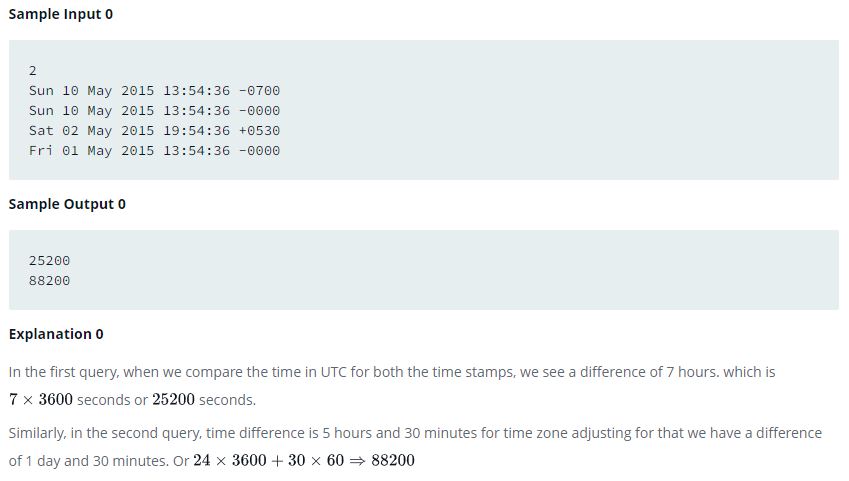 Sample Input 0
2
Sun 10 May 2015 13:54:36 -0700
Sun 10 May 2015 13:54:36 -0000
Sat 02 May 2015 19:54:36 +0530
Fri 01 May 2015 13:54:36 -0000
Sample Output 0
25200
88200
Explanation 0
In the first query, when we compare the time in UTC for both the time stamps, we see a difference of 7 hours. which is
7 × 3600 seconds or 25200 seconds.
Similarly, in the second query, time difference is 5 hours and 30 minutes for time zone adjusting for that we have a difference
of 1 day and 30 minutes. Or 24 × 3600 + 30 × 60 ⇒ 88200